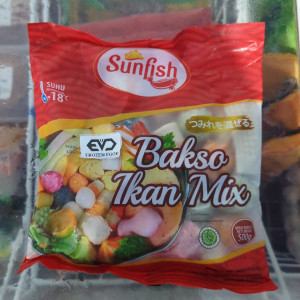 Sunfish
SUHU
-18°C
つみれを混ぜる
EVD
FROZEN FOOD
Bakso
Ikan Mix
500g